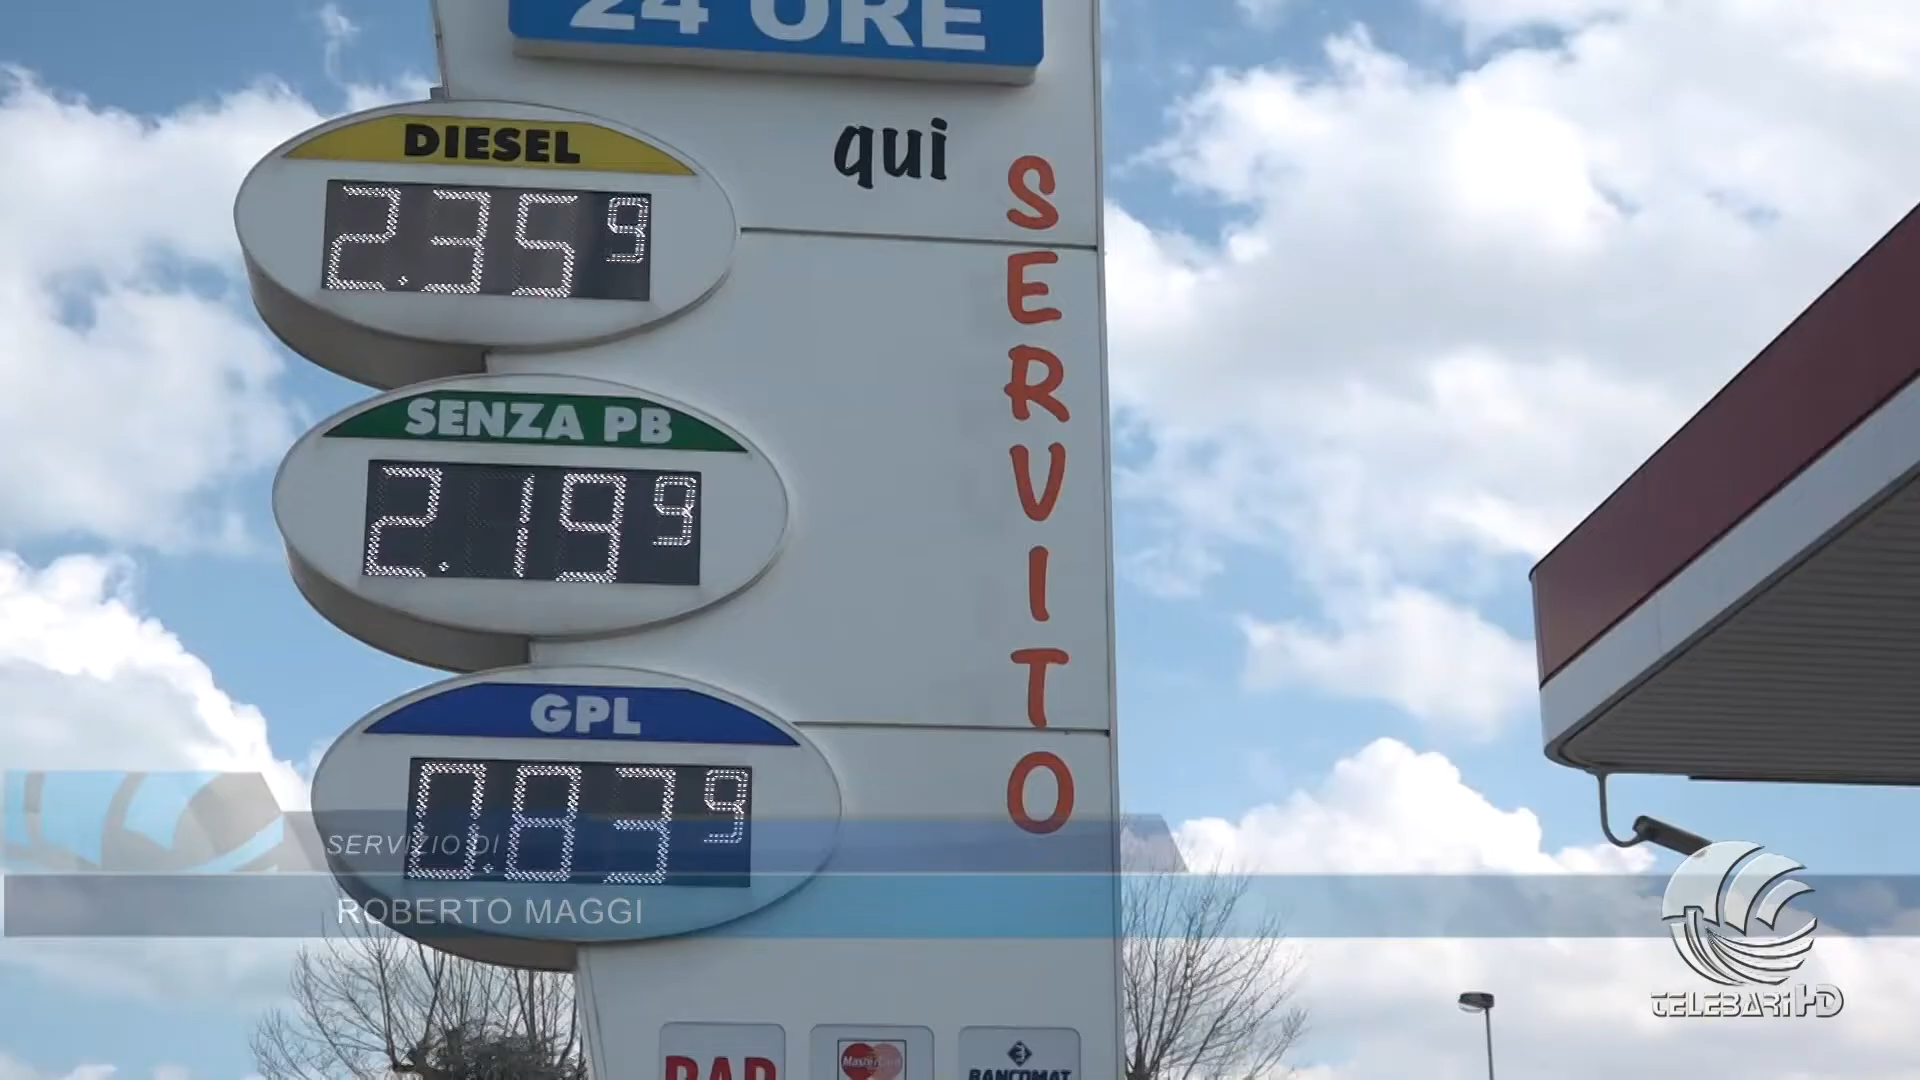 24 ORE
qui
SERVITO
DIESEL
2.359
SENZA PB
2.199
GPL
0.839
SERVIZIO DI
ROBERTO MAGGI
MasterCard
BANCOMAT
TELEBARI HD